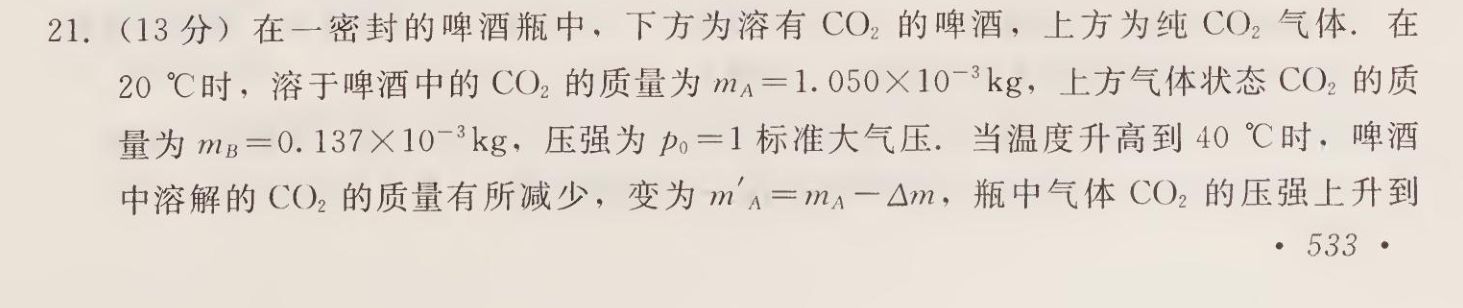 21. (13 分) 在一密封的啤酒瓶中，下方为溶有 CO₂ 的啤酒，上方为纯 CO₂ 气体. 在
20 ℃时，溶于啤酒中的 CO₂ 的质量为 m_A=1.050×10⁻³kg，上方气体状态 CO₂ 的质
量为 m_B=0.137×10⁻³kg，压强为 p₀=1 标准大气压. 当温度升高到 40 ℃时，啤酒
中溶解的 CO₂ 的质量有所减少，变为 m′_A=m_A−Δm，瓶中气体 CO₂ 的压强上升到
• 533 •